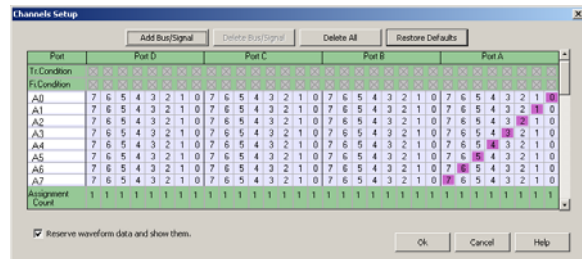 Channels Setup
Add Bus/Signal Delete Bus/Signal Delete All Restore Defaults
Port Port D Port C Port B Port A
Tr.Condition
Fi.Condition
A0 7 6 5 4 3 2 1 0 7 6 5 4 3 2 1 0 7 6 5 4 3 2 1 0 7 6 5 4 3 2 1 0
A1 7 6 5 4 3 2 1 0 7 6 5 4 3 2 1 0 7 6 5 4 3 2 1 0 7 6 5 4 3 2 1 0
A2 7 6 5 4 3 2 1 0 7 6 5 4 3 2 1 0 7 6 5 4 3 2 1 0 7 6 5 4 3 2 1 0
A3 7 6 5 4 3 2 1 0 7 6 5 4 3 2 1 0 7 6 5 4 3 2 1 0 7 6 5 4 3 2 1 0
A4 7 6 5 4 3 2 1 0 7 6 5 4 3 2 1 0 7 6 5 4 3 2 1 0 7 6 5 4 3 2 1 0
A5 7 6 5 4 3 2 1 0 7 6 5 4 3 2 1 0 7 6 5 4 3 2 1 0 7 6 5 4 3 2 1 0
A6 7 6 5 4 3 2 1 0 7 6 5 4 3 2 1 0 7 6 5 4 3 2 1 0 7 6 5 4 3 2 1 0
A7 7 6 5 4 3 2 1 0 7 6 5 4 3 2 1 0 7 6 5 4 3 2 1 0 7 6 5 4 3 2 1 0
Assignment 1 1 1 1 1 1 1 1 1 1 1 1 1 1 1 1 1 1 1 1 1 1 1 1 1 1 1 1 1 1 1 1
Count
Reserve waveform data and show them.
Ok Cancel Help